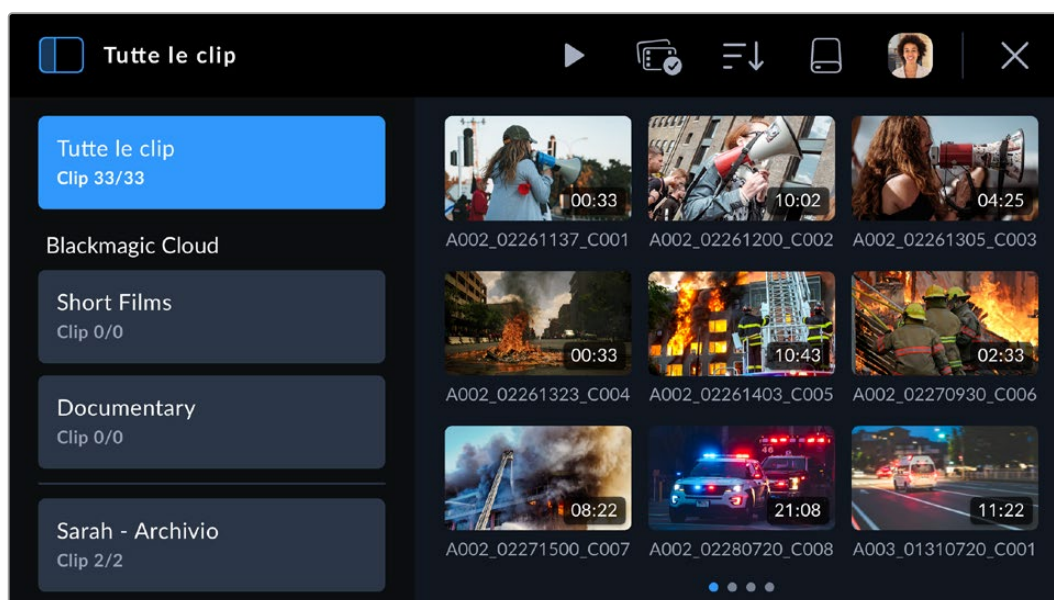 Tutte le clip
Tutte le clip
Clip 33/33
Blackmagic Cloud
Short Films
Clip 0/0
Documentary
Clip 0/0
Sarah - Archivio
Clip 2/2
00:33
10:02
04:25
A002_02261137_C001
A002_02261200_C002
A002_02261305_C003
00:33
10:43
02:33
A002_02261323_C004
A002_02261403_C005
A002_02270930_C006
46
08:22
21:08
11:22
A002_02271500_C007
A002_02280720_C008
A003_01310720_C001